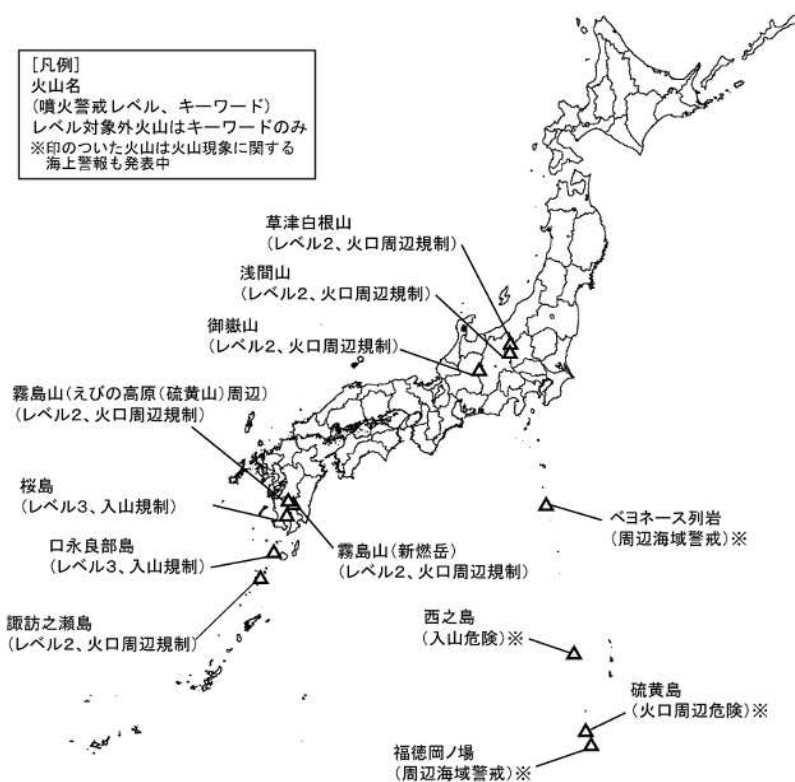 [凡例]
火山名
(噴火警戒レベル、キーワード)
レベル対象外火山はキーワードのみ
※印のついた火山は火山現象に関する
海上警報も発表中
草津白根山
(レベル2、火口周辺規制)
浅間山
(レベル2、火口周辺規制)
御嶽山
(レベル2、火口周辺規制)
霧島山(えびの高原(硫黄山)周辺)
(レベル2、火口周辺規制)
桜島
(レベル3、入山規制)
口永良部島
(レベル3、入山規制)
霧島山(新燃岳)
(レベル2、火口周辺規制)
諏訪之瀬島
(レベル2、火口周辺規制)
ベヨネース列岩
(周辺海域警戒)※
西之島
(入山危険)※
硫黄島
(火口周辺危険)※
福徳岡ノ場
(周辺海域警戒)※